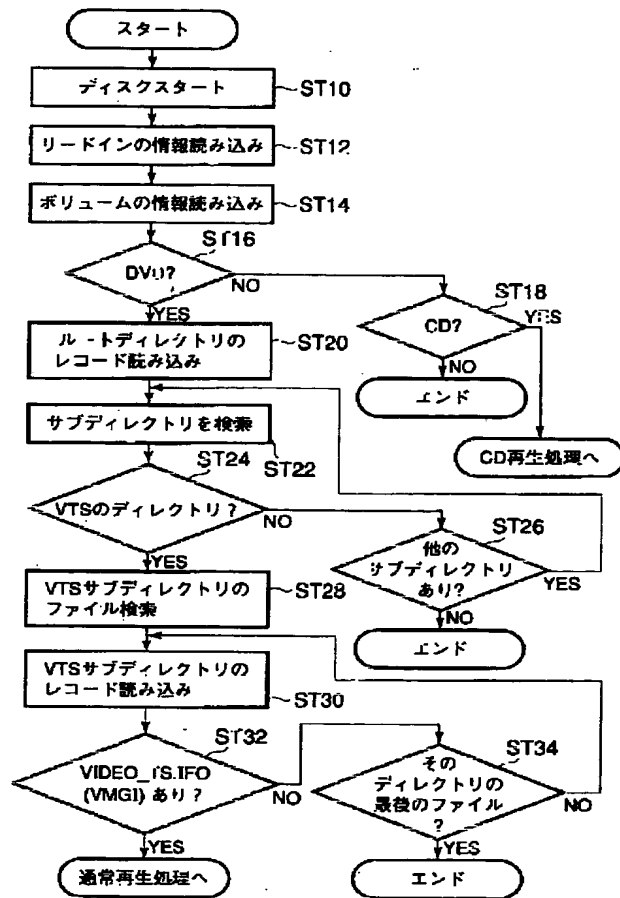 スタート
ディスクスタート
ST10
リードインの情報読み込み
ST12
ボリュームの情報読み込み
ST14
ST16
DVD?
NO
YES
ST18
CD?
YES
NO
エンド
CD再生処理へ
ルートディレクトリの
レコード読み込み
ST20
サブディレクトリを検索
ST22
ST24
VTSのディレクトリ?
NO
YES
ST26
他の
サブディレクトリ
あり?
YES
NO
エンド
VTSサブディレクトリの
ファイル検索
ST28
VTSサブディレクトリの
レコード読み込み
ST30
ST32
VIDEO_TS.IFO
(VMGI) あり?
NO
YES
通常再生処理へ
ST34
その
ディレクトリの
最後のファイル
?
NO
YES
エンド